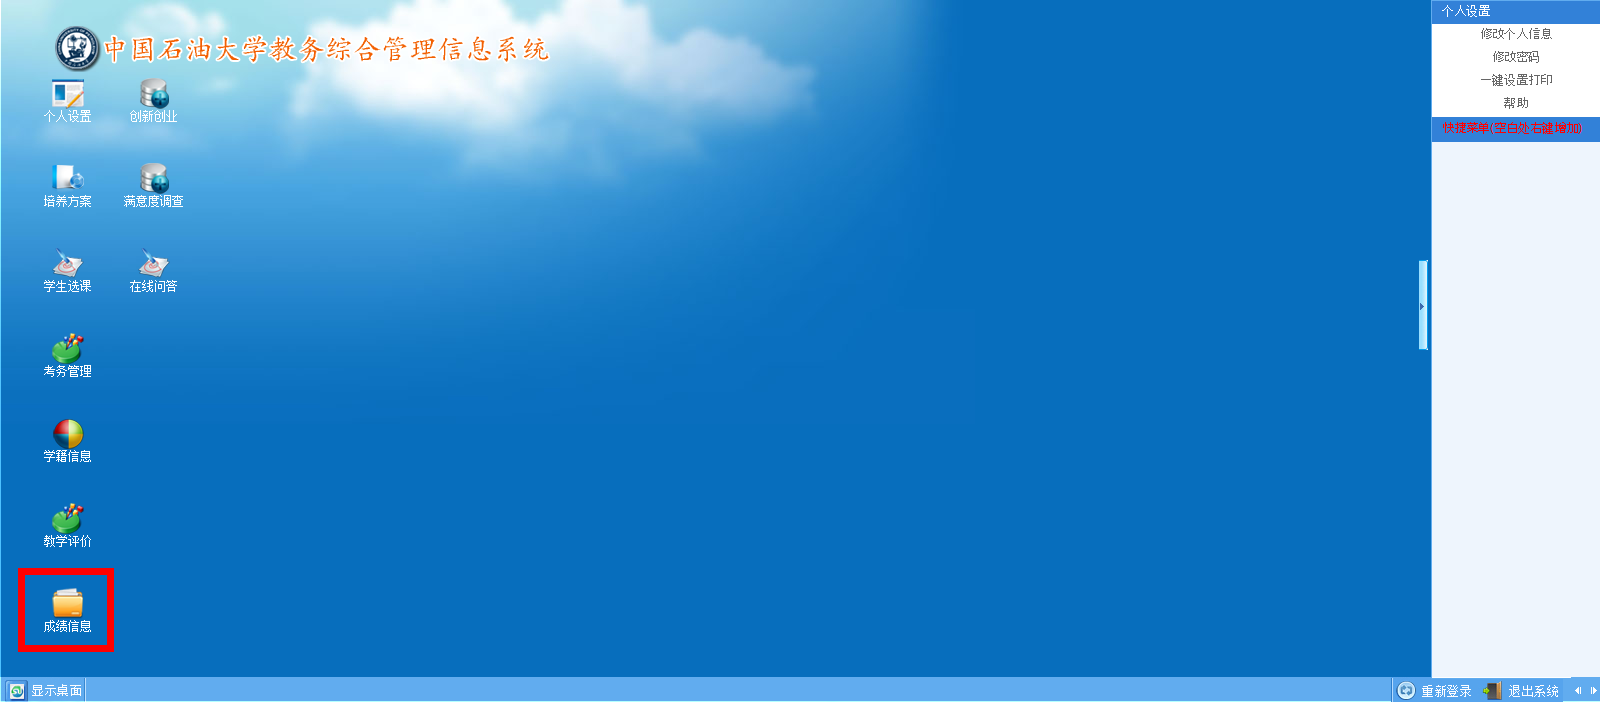 中国石油大学教务综合管理信息系统
个人设置
创新创业
培养方案
满意度调查
学生选课
在线问答
考务管理
学籍信息
教学评价
成绩信息
个人设置
修改个人信息
修改密码
一键设置打印
帮助
快捷菜单(空白处右键增加)
显示桌面
重新登录
退出系统